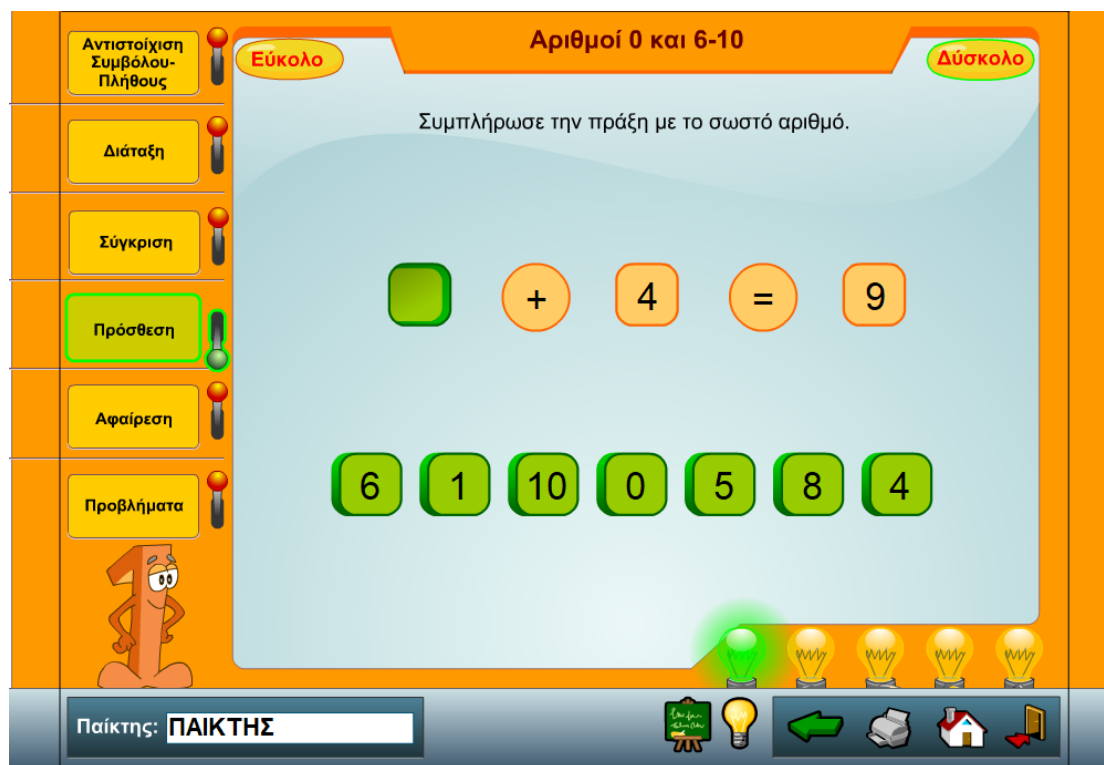 Αριθμοί 0 και 6-10
Εύκολο
Δύσκολο
Αντιστοίχιση
Συμβόλου-
Πλήθους
Διάταξη
Σύγκριση
Πρόσθεση
Αφαίρεση
Προβλήματα
Συμπλήρωσε την πράξη με το σωστό αριθμό.
+ 4 = 9
6 1 10 0 5 8 4
Παίκτης: ΠΑΙΚΤΗΣ